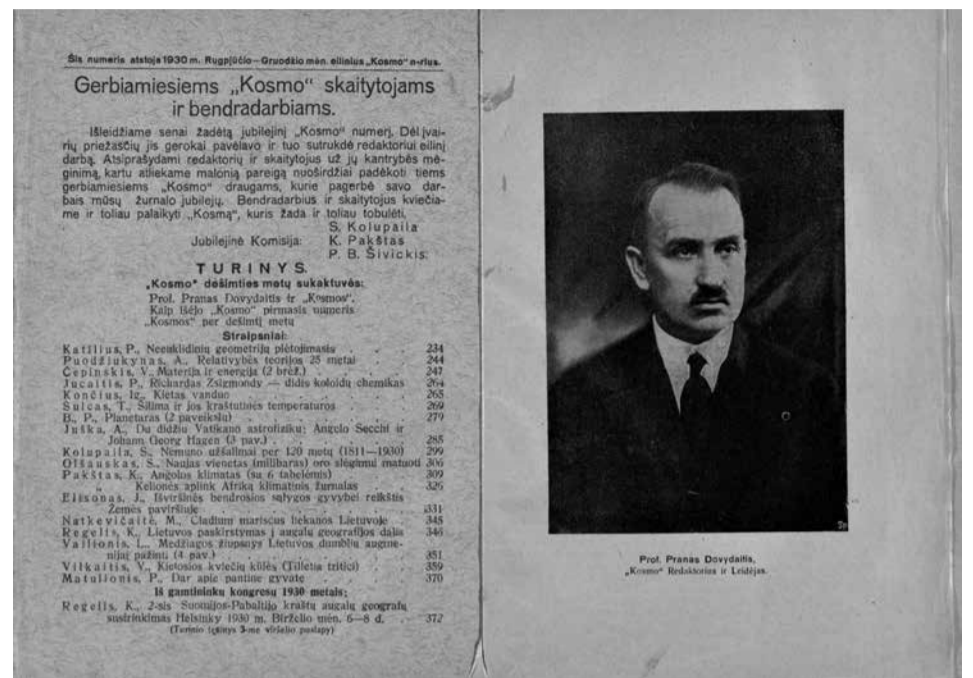 Šis numeris atstoja 1930 m. Rugpjūčio—Gruodžio mėn. eilinius „Kosmo" n-rius.
Gerbiamiesiems „Kosmo" skaitytojams
ir bendradarbiams.
Išleidžiame senai žadėtą jubilejinį „Kosmo" numerį. Dėl įvai-
rių priežasčių jis gerokai pavėlavo ir tuo sutrukdė redaktoriui eilinį
darbą. Atsiprašydami redaktorių ir skaitytojus už jų kantrybės mė-
ginimą, kartu atliekame malonią pareigą nuoširdžiai padėkoti tiems
gerbiamiesiems „Kosmo" draugams, kurie pagerbė savo dar-
bais mūsų žurnalo jubilejų. Bendradarbius ir skaitytojus kviečia-
me ir toliau palaikyti „Kosmą", kuris žada ir toliau tobulėti.
S. Kolupaila
Jubilejinė Komisija: K. Pakštas
P. B. Šivickis.
TURINYS.
„Kosmo" dešimties metų sukaktuvės:
Prof. Pranas Dovydaitis ir „Kosmos".
Kaip išėjo „Kosmo" pirmasis numeris
„Kosmos" per dešimtį metų
Straipsniai:
Katilius, P., Neeuklidinių geometrijų plėtojimasis . . . 234
Puodžiukynas, A., Relativybės teorijos 25 metai . . . 244
Čepinskis, V., Materija ir energija (2 brėž.) . . . 247
Jucaitis, P., Richardas Zsigmondy — didis koloidų chemikas 264
Končius, Ig., Kietas vanduo . . . 265
Šulcas, T., Šilima ir jos kraštutinės temperatūros . . . 269
B., P., Planetaras (2 paveikslų) . . . 279
Juška, A., Du didžiu Vatikano astrofiziku: Angelo Secchi ir
Johann Georg Hagen (3 pav.) . . . 285
Kolupaila, S., Nemuno užšalimai per 120 metų (1811—1930) 299
Olšauskas, S., Naujas vienetas (milibaras) oro slėgimui matuoti 306
Pakštas, K., Angolos klimatas (su 6 tabelėmis) . . . 309
„ Kelionės aplink Afriką klimatinis žurnalas . . . 326
Elisonas, J., Išviršinės bendrosios sąlygos gyvybei reikštis
Žemės paviršiuje . . . 331
Natkevičaitė, M., Cladium mariscus liekanos Lietuvoje . 345
Regelis, K., Lietuvos paskirstymas į augalų geografijos dalis 346
Vailionis, L., Medžiagos žiupsnys Lietuvos dumblių augme-
nijai pažinti (4 pav.) . . . 351
Vilkaitis, V., Kietosios kviečių kūlės (Tilletia tritici) . . 359
Matulionis, P., Dar apie pantinę gyvatę . . . 370
Iš gamtininkų kongresų 1930 metais:
Regelis, K., 2-sis Suomijos-Pabaltijo kraštų augalų geografų
susirinkimas Helsinky 1930 m. Birželio mėn. 6—8 d. . 372
(Turinio tęsinys 3-me viršelio puslapy)
Prof. Pranas Dovydaitis,
„Kosmo" Redaktorius ir Leidėjas.